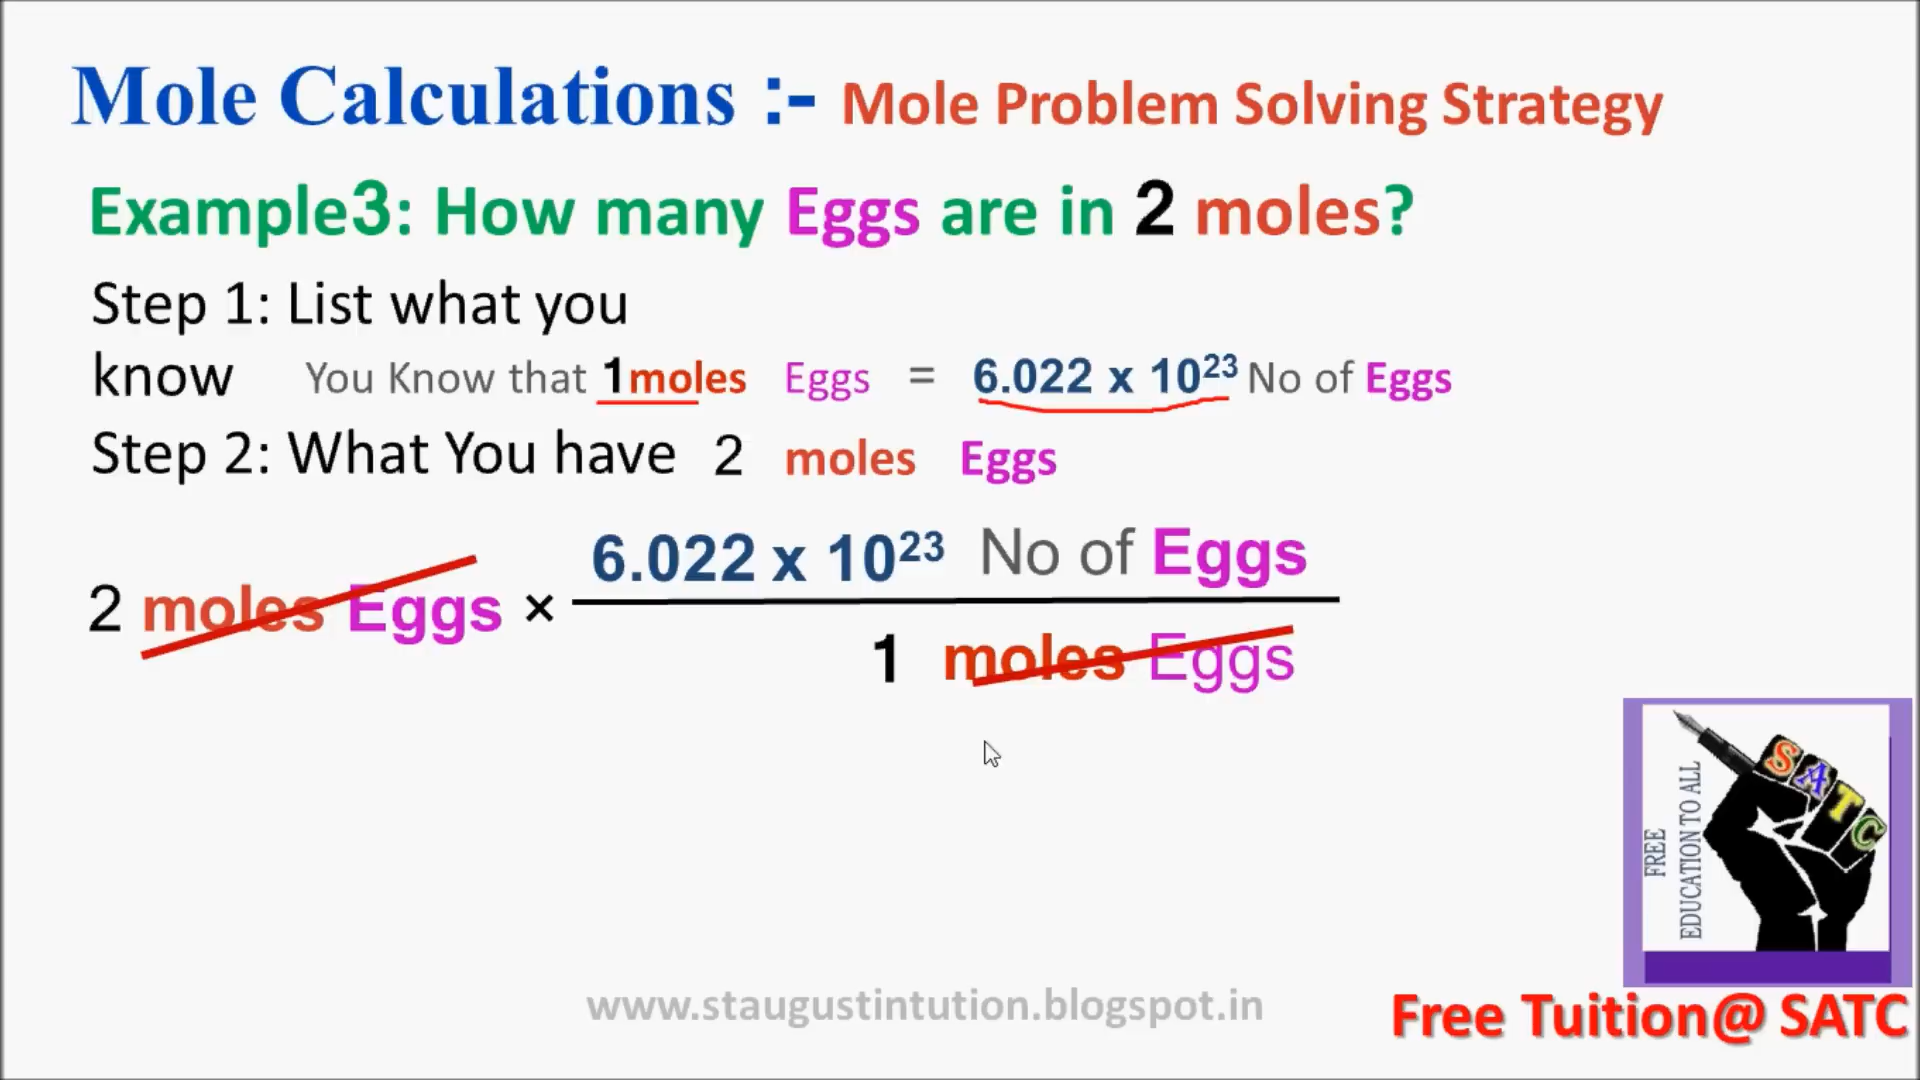 Mole Calculations :- Mole Problem Solving Strategy
Example3: How many Eggs are in 2 moles?
Step 1: List what you
know You Know that 1moles Eggs = 6.022 x 10²³ No of Eggs
Step 2: What You have 2 moles Eggs
6.022 x 10²³ No of Eggs
2 moles Eggs ×
1 moles Eggs
SATC
FREE
EDUCATION TO ALL
www.staugustintution.blogspot.in
Free Tuition@ SATC